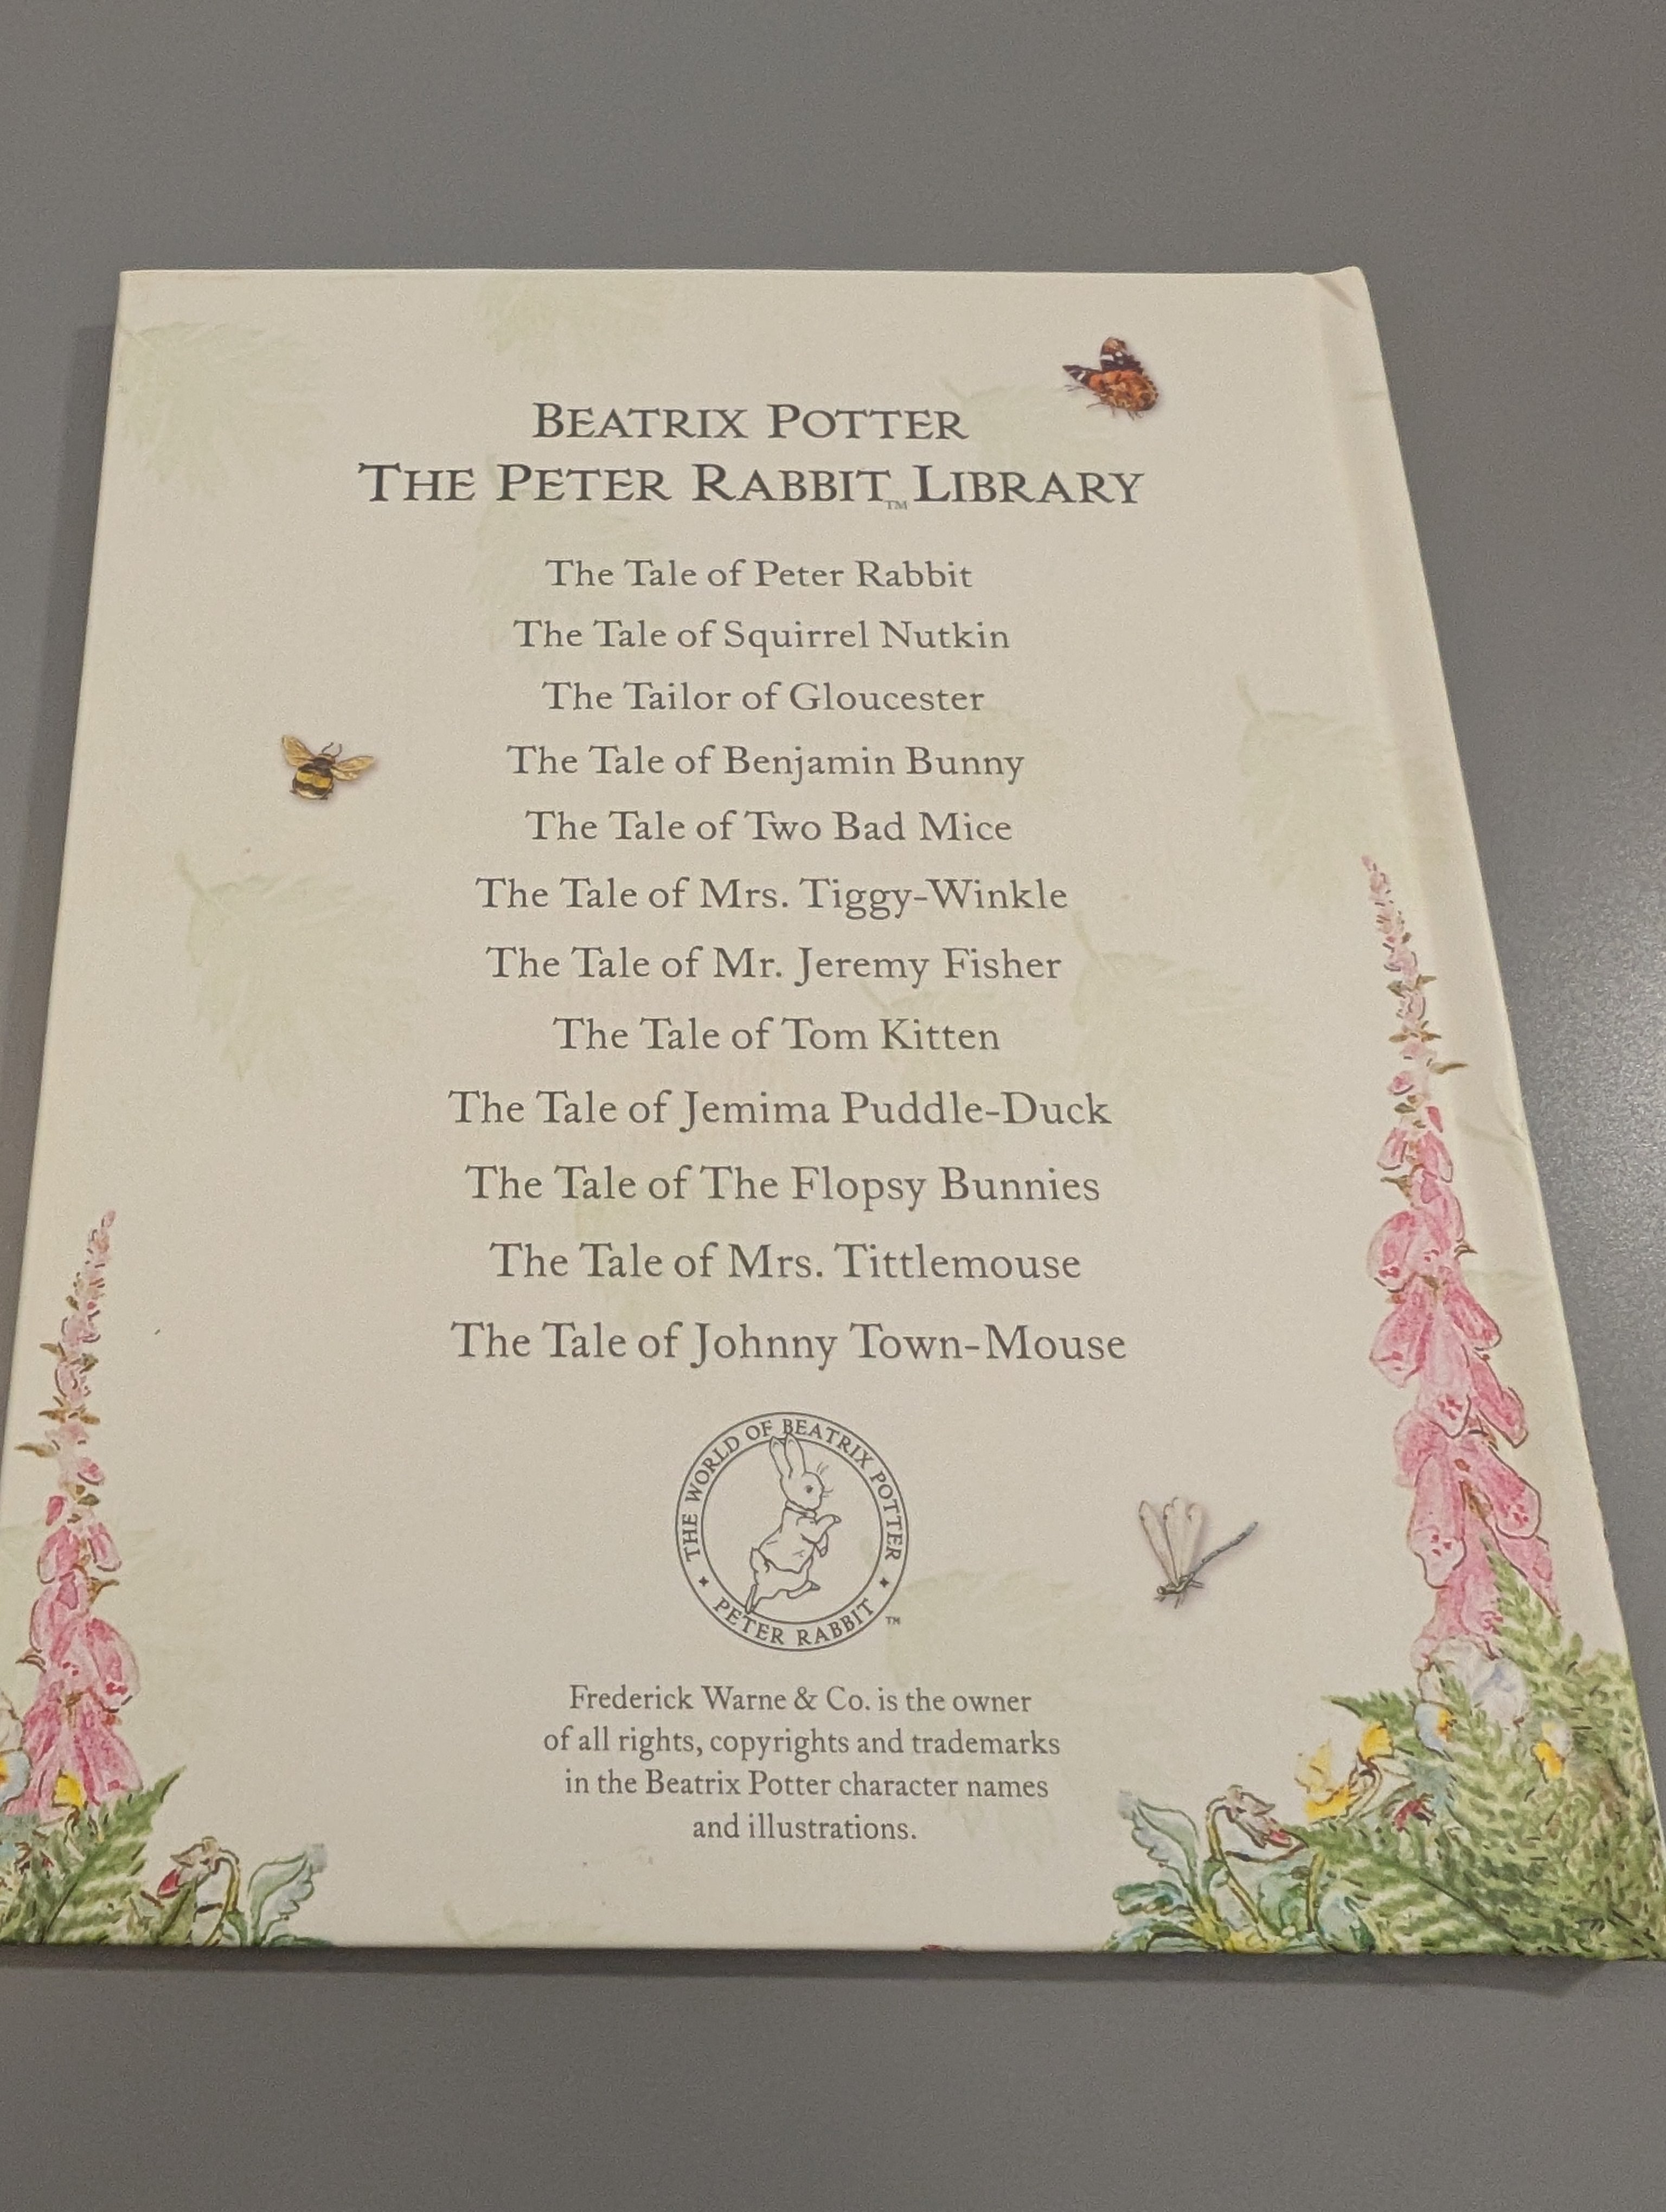 BEATRIX POTTER
THE PETER RABBIT™ LIBRARY
The Tale of Peter Rabbit
The Tale of Squirrel Nutkin
The Tailor of Gloucester
The Tale of Benjamin Bunny
The Tale of Two Bad Mice
The Tale of Mrs. Tiggy-Winkle
The Tale of Mr. Jeremy Fisher
The Tale of Tom Kitten
The Tale of Jemima Puddle-Duck
The Tale of The Flopsy Bunnies
The Tale of Mrs. Tittlemouse
The Tale of Johnny Town-Mouse
THE WORLD OF BEATRIX POTTER
PETER RABBIT ™
Frederick Warne & Co. is the owner
of all rights, copyrights and trademarks
in the Beatrix Potter character names
and illustrations.